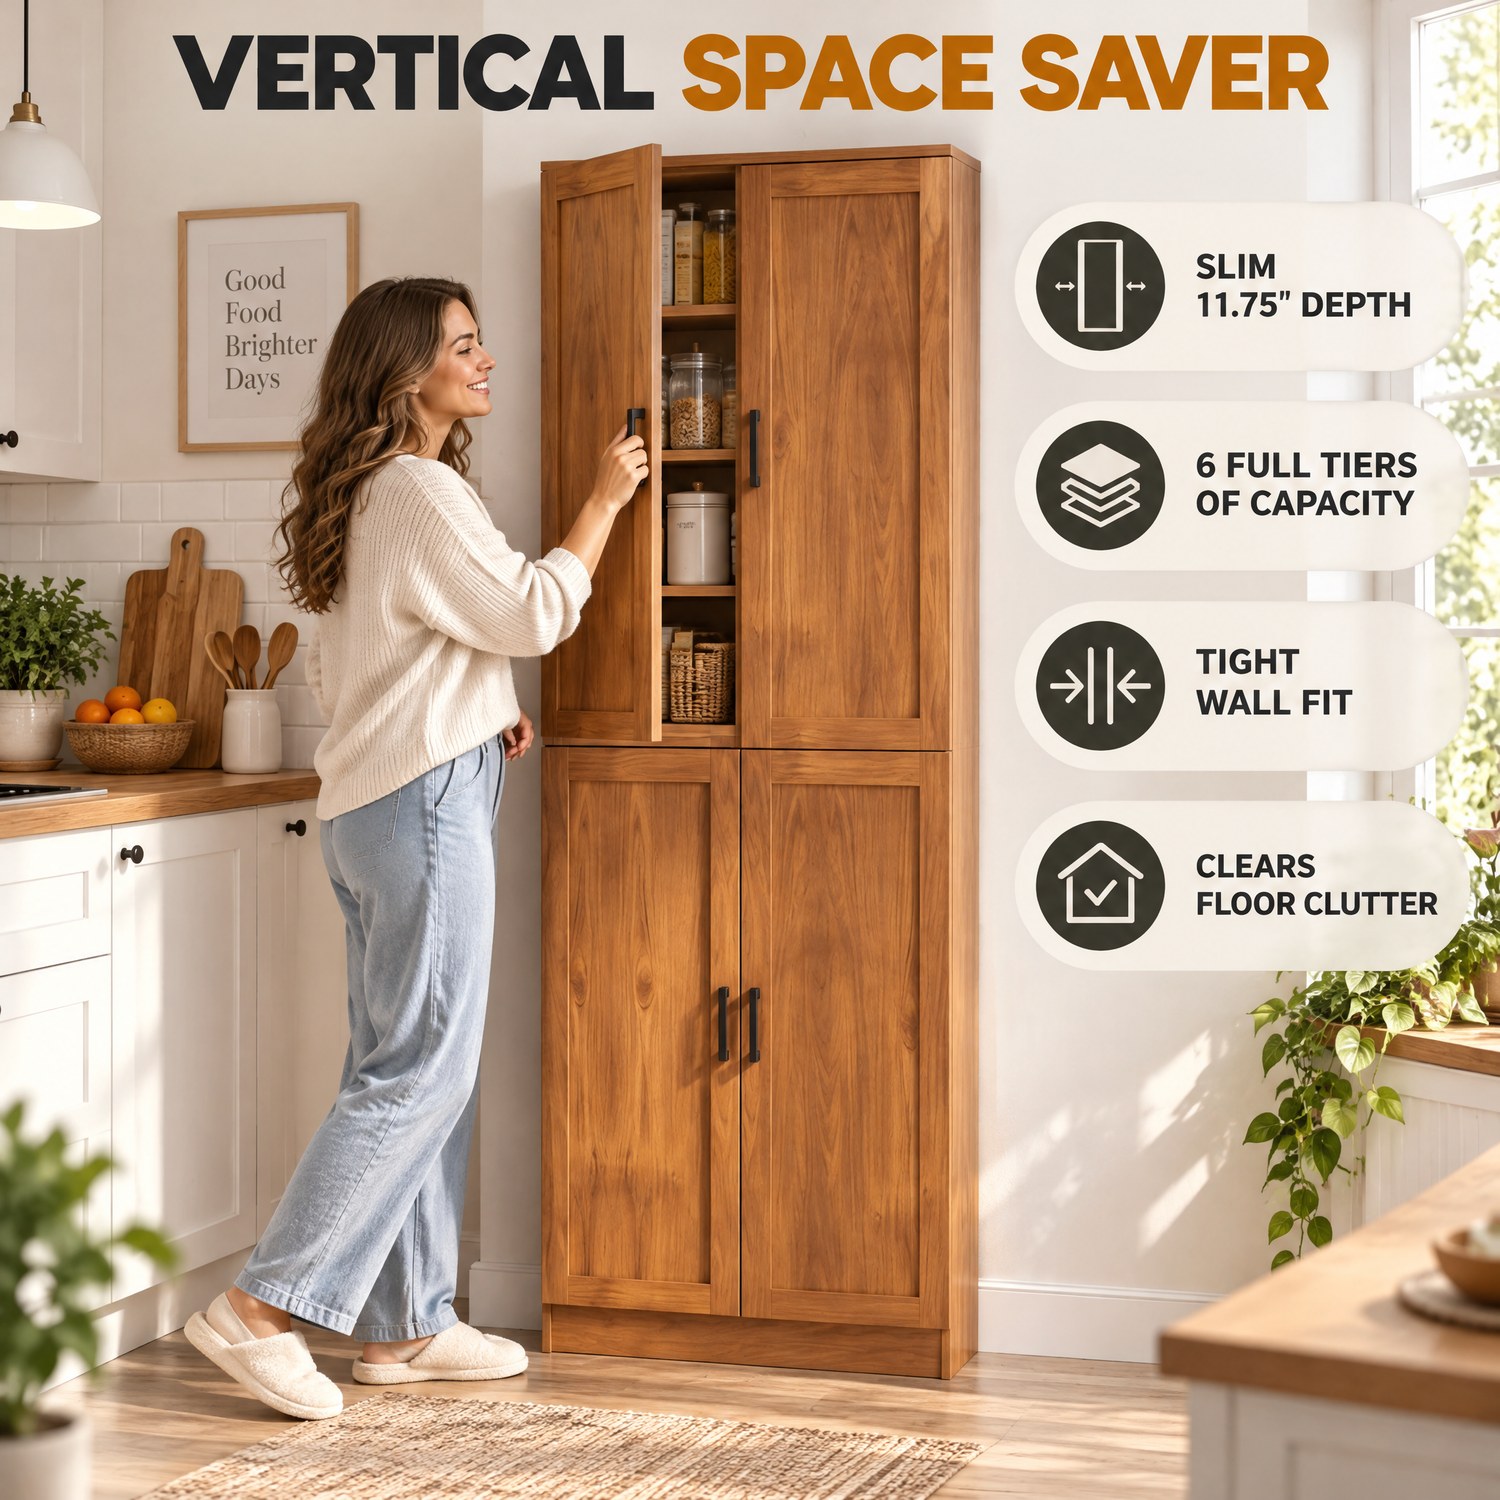 VERTICAL SPACE SAVER
Good
Food
Brighter
Days
SLIM
11.75" DEPTH
6 FULL TIERS
OF CAPACITY
TIGHT
WALL FIT
CLEARS
FLOOR CLUTTER